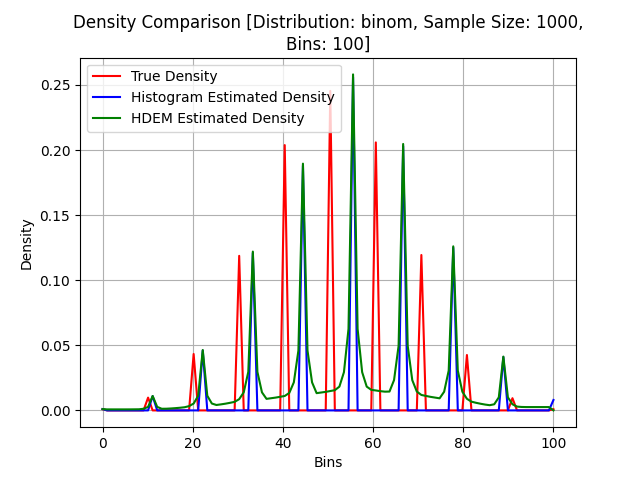 Density Comparison [Distribution: binom, Sample Size: 1000,
Bins: 100]
True Density
Histogram Estimated Density
HDEM Estimated Density
Density
0.25
0.20
0.15
0.10
0.05
0.00
0 20 40 60 80 100
Bins